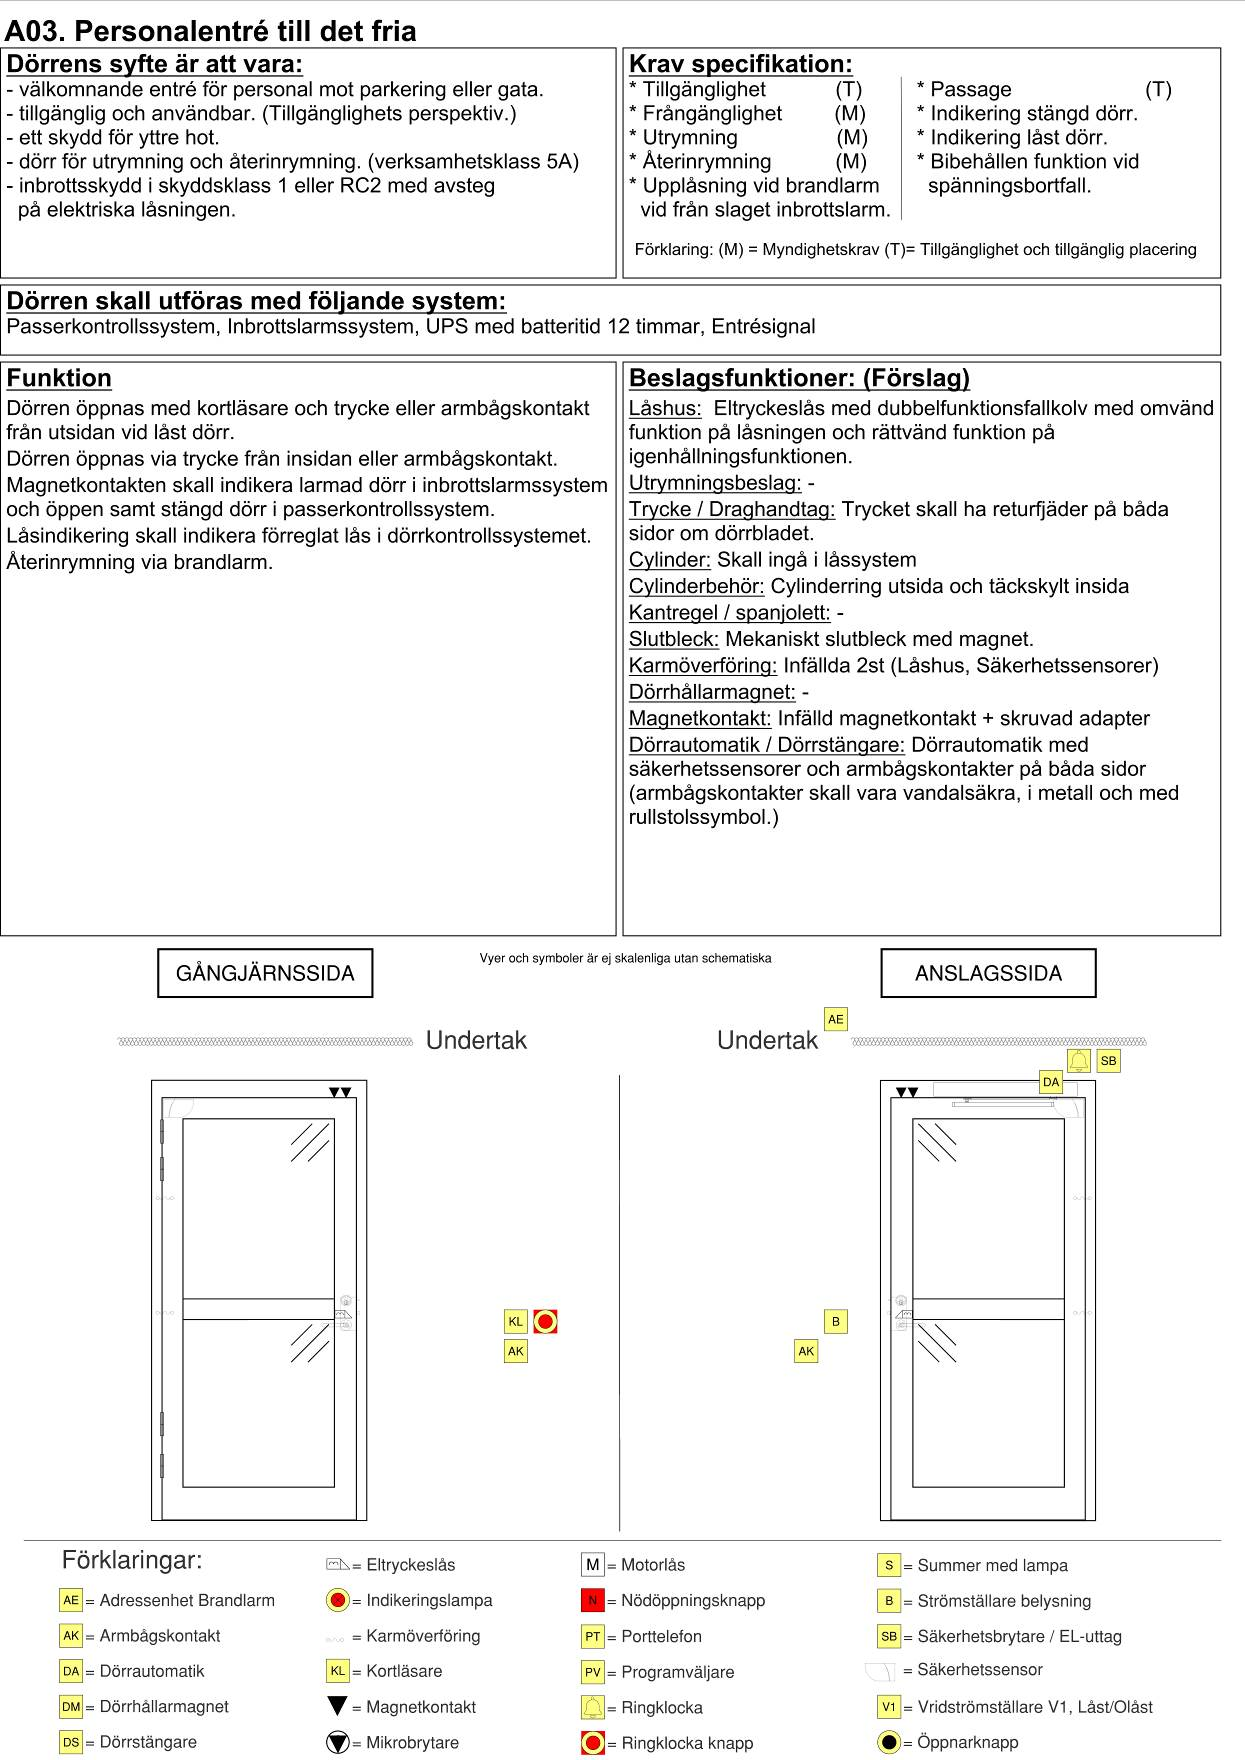 A03. Personalentré till det fria
Dörrens syfte är att vara:
- välkomnande entré för personal mot parkering eller gata.
- tillgänglig och användbar. (Tillgänglighets perspektiv.)
- ett skydd för yttre hot.
- dörr för utrymning och återinrymning. (verksamhetsklass 5A)
- inbrottsskydd i skyddsklass 1 eller RC2 med avsteg
på elektriska låsningen.
Krav specifikation:
* Tillgänglighet (T)
* Frångänglighet (M)
* Utrymning (M)
* Återinrymning (M)
* Upplåsning vid brandlarm
vid från slaget inbrottslarm.
* Passage (T)
* Indikering stängd dörr.
* Indikering låst dörr.
* Bibehållen funktion vid
spänningsbortfall.
Förklaring: (M) = Myndighetskrav (T)= Tillgänglighet och tillgänglig placering
Dörren skall utföras med följande system:
Passerkontrollssystem, Inbrottslarmssystem, UPS med batteritid 12 timmar, Entrésignal
Funktion
Dörren öppnas med kortläsare och trycke eller armbågskontakt
från utsidan vid låst dörr.
Dörren öppnas via trycke från insidan eller armbågskontakt.
Magnetkontakten skall indikera larmad dörr i inbrottslarmssystem
och öppen samt stängd dörr i passerkontrollssystem.
Låsindikering skall indikera förreglat lås i dörrkontrollssystemet.
Återinrymning via brandlarm.
Beslagsfunktioner: (Förslag)
Låshus: Eltryckeslås med dubbelfunktionsfallkolv med omvänd
funktion på låsningen och rättvänd funktion på
igenhållningsfunktionen.
Utrymningsbeslag: -
Trycke / Draghandtag: Trycket skall ha returfjäder på båda
sidor om dörrbladet.
Cylinder: Skall ingå i låssystem
Cylinderbehör: Cylinderring utsida och täckskylt insida
Kantregel / spanjolett: -
Slutbleck: Mekaniskt slutbleck med magnet.
Karmöverföring: Infällda 2st (Låshus, Säkerhetssensorer)
Dörrhållarmagnet: -
Magnetkontakt: Infälld magnetkontakt + skruvad adapter
Dörrautomatik / Dörrstängare: Dörrautomatik med
säkerhetssensorer och armbågskontakter på båda sidor
(armbågskontakter skall vara vandalsäkra, i metall och med
rullstolssymbol.)
GÅNGJÄRNSSIDA
Vyer och symboler är ej skalenliga utan schematiska
ANSLAGSSIDA
AE
Undertak
Undertak
SB
DA
KL
B
AK
AK
Förklaringar:
AE = Adressenhet Brandlarm
AK = Armbågskontakt
DA = Dörrautomatik
DM = Dörrhållarmagnet
DS = Dörrstängare
= Eltryckeslås
= Indikeringslampa
= Karmöverföring
KL = Kortläsare
= Magnetkontakt
= Mikrobrytare
M = Motorlås
N = Nödöppningsknapp
PT = Porttelefon
PV = Programväljare
= Ringklocka
= Ringklocka knapp
S = Summer med lampa
B = Strömställare belysning
SB = Säkerhetsbrytare / EL-uttag
= Säkerhetssensor
V1 = Vridströmställare V1, Låst/Olåst
= Öppnarknapp